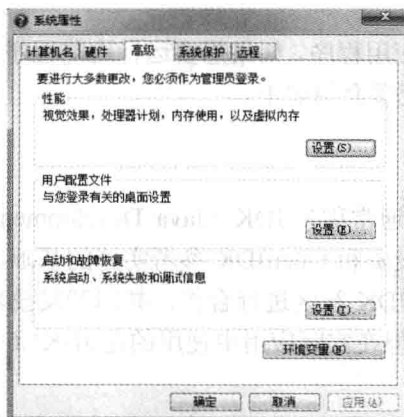 系统属性
计算机名 硬件 高级 系统保护 远程
要进行大多数更改，您必须作为管理员登录。
性能
视觉效果，处理器计划，内存使用，以及虚拟内存
设置(S)...
用户配置文件
与您登录有关的桌面设置
设置(E)...
启动和故障恢复
系统启动、系统失败和调试信息
设置(T)...
环境变量(N)...
确定 取消 应用(A)